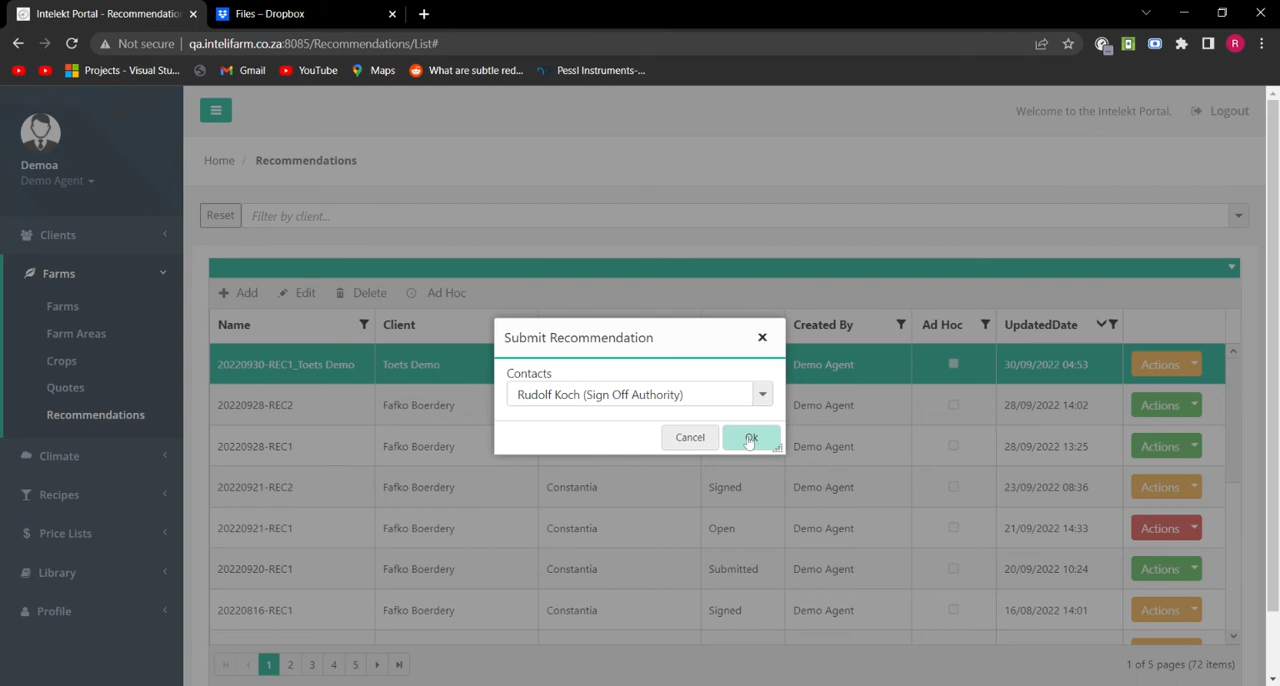 Intelekt Portal - Recommendation
Files – Dropbox
Not secure
qa.intelifarm.co.za:8085/Recommendations/List#
R
Projects - Visual Stu...
Gmail
YouTube
Maps
What are subtle red...
Pessl Instruments-...
Demoa
Demo Agent
Welcome to the Intelekt Portal.
Logout
Home / Recommendations
Reset
Filter by client...
Clients
Farms
Farms
Farm Areas
Crops
Quotes
Recommendations
Climate
Recipes
Price Lists
Library
Profile
Add
Edit
Delete
Ad Hoc
Name
Client
Created By
Ad Hoc
UpdatedDate
20220930-REC1_Toets Demo Toets Demo Demo Agent 30/09/2022 04:53 Actions
20220928-REC2 Fafko Boerdery Demo Agent 28/09/2022 14:02 Actions
20220928-REC1 Fafko Boerdery Demo Agent 28/09/2022 13:25 Actions
20220921-REC2 Fafko Boerdery Constantia Signed Demo Agent 23/09/2022 08:36 Actions
20220921-REC1 Fafko Boerdery Constantia Open Demo Agent 21/09/2022 14:33 Actions
20220920-REC1 Fafko Boerdery Constantia Submitted Demo Agent 20/09/2022 10:24 Actions
20220816-REC1 Fafko Boerdery Constantia Signed Demo Agent 16/08/2022 14:01 Actions
Submit Recommendation
Contacts
Rudolf Koch (Sign Off Authority)
Cancel
Ok
1 2 3 4 5
1 of 5 pages (72 items)